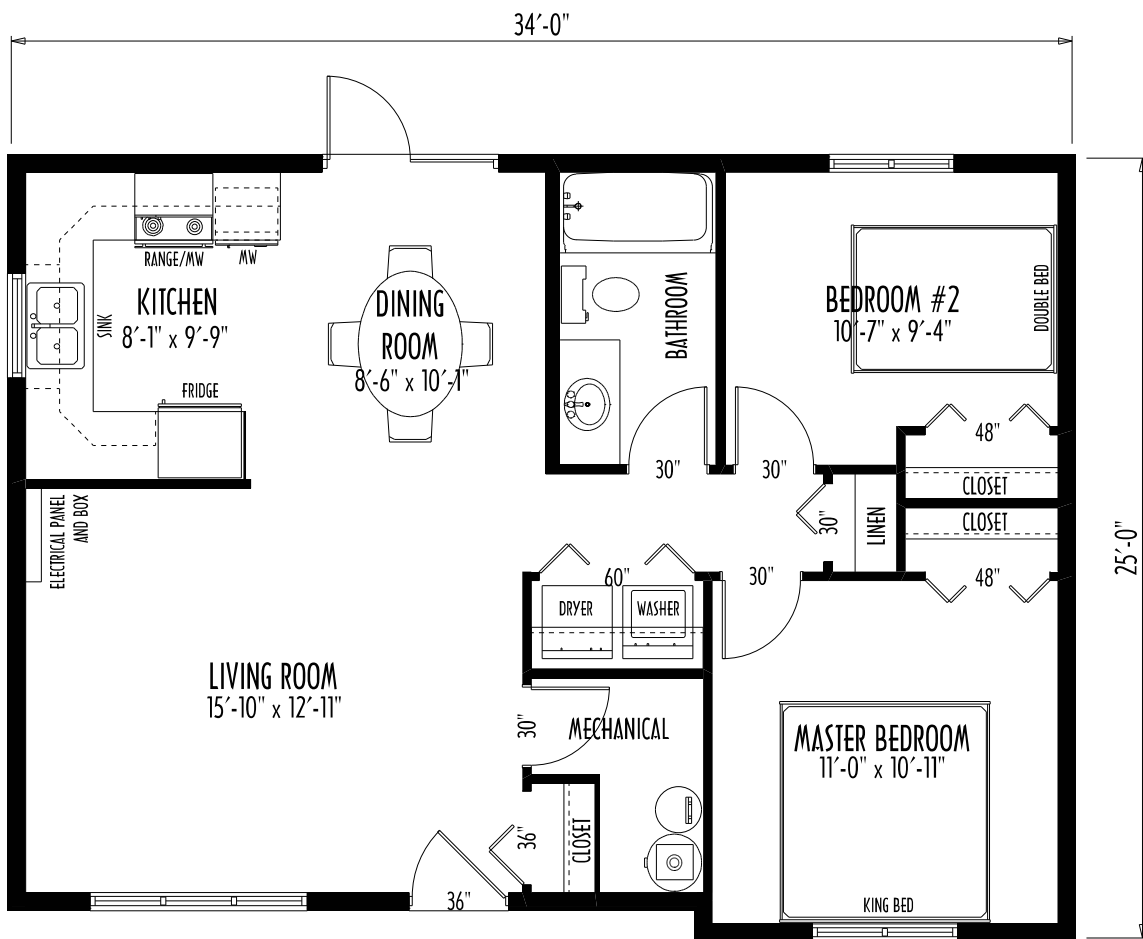 34'-0"
RANGE/MW
MW
KITCHEN
8'-1" x 9'-9"
SINK
FRIDGE
DINING
ROOM
8'-6" x 10'-1"
BATHROOM
BEDROOM #2
10'-7" x 9'-4"
DOUBLE BED
30"
30"
48"
CLOSET
CLOSET
48"
30"
LINEN
30"
60"
DRYER
WASHER
ELECTRICAL PANEL
AND BOX
25'-0"
LIVING ROOM
15'-10" x 12'-11"
30"
MECHANICAL
MASTER BEDROOM
11'-0" x 10'-11"
36"
CLOSET
36"
KING BED